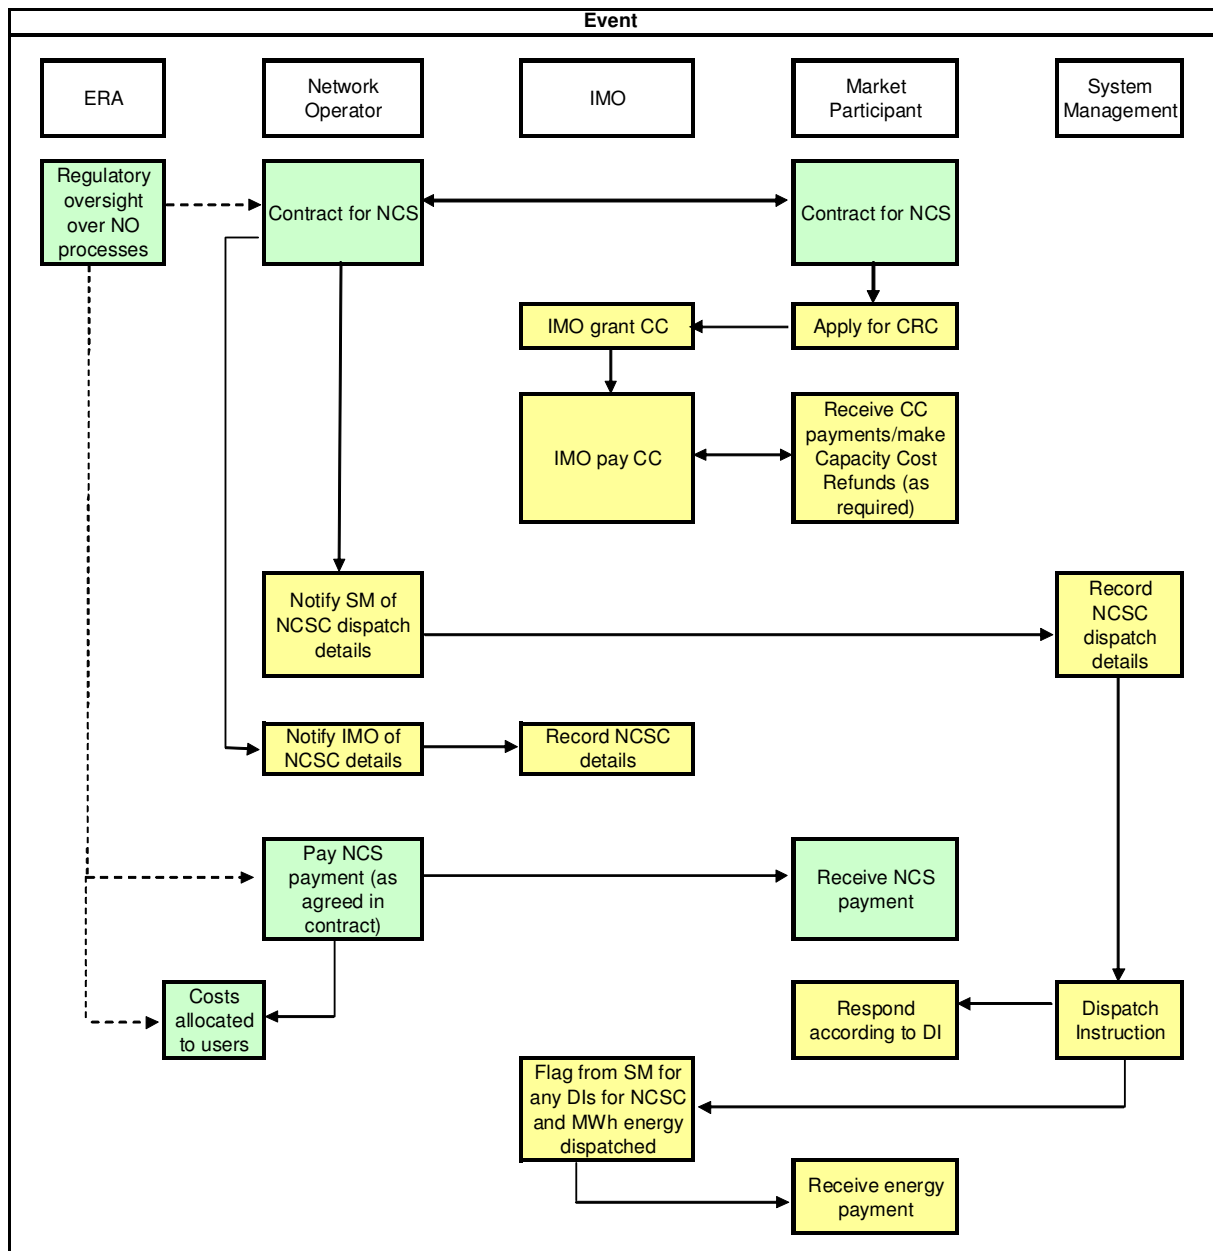 Event
ERA
Network
Operator
IMO
Market
Participant
System
Management
Regulatory
oversight
over NO
processes
Contract for NCS
Contract for NCS
IMO grant CC
Apply for CRC
IMO pay CC
Receive CC
payments/make
Capacity Cost
Refunds (as
required)
Notify SM of
NCSC dispatch
details
Record
NCSC
dispatch
details
Notify IMO of
NCSC details
Record NCSC
details
Pay NCS
payment (as
agreed in
contract)
Receive NCS
payment
Costs
allocated
to users
Respond
according to DI
Dispatch
Instruction
Flag from SM for
any DIs for NCSC
and MWh energy
dispatched
Receive energy
payment